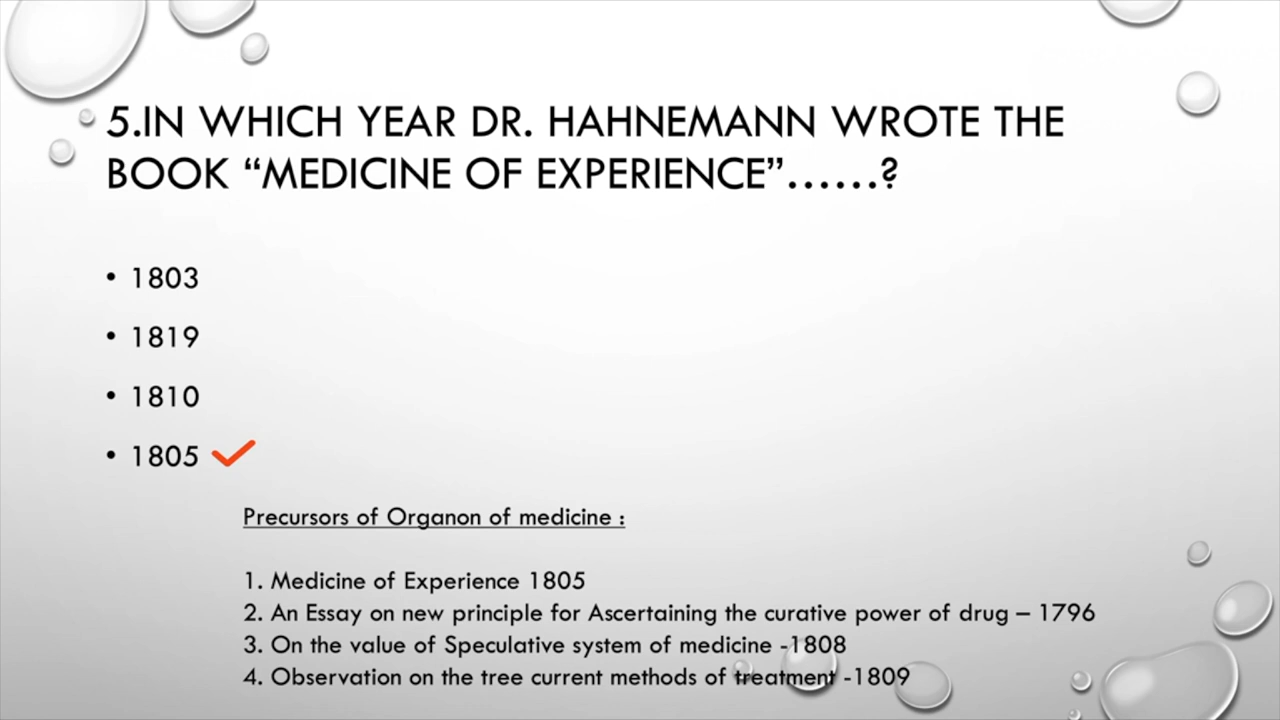 5.IN WHICH YEAR DR. HAHNEMANN WROTE THE
BOOK “MEDICINE OF EXPERIENCE”......?
• 1803
• 1819
• 1810
• 1805
Precursors of Organon of medicine :
1. Medicine of Experience 1805
2. An Essay on new principle for Ascertaining the curative power of drug – 1796
3. On the value of Speculative system of medicine -1808
4. Observation on the tree current methods of treatment -1809